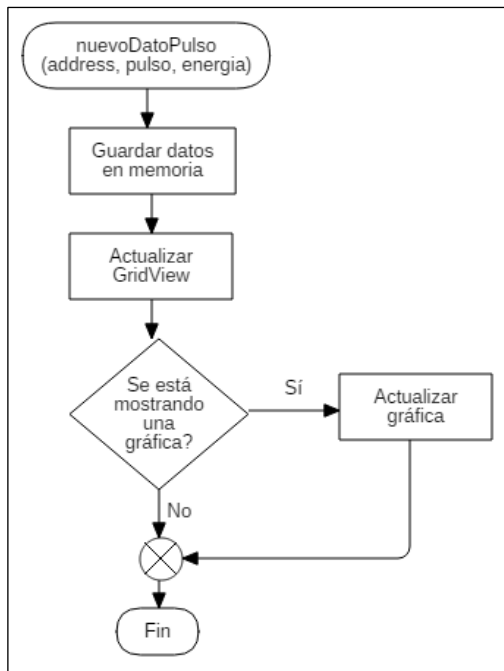 nuevoDatoPulso
(address, pulso, energia)
Guardar datos
en memoria
Actualizar
GridView
Se está
mostrando
una
gráfica?
Sí
Actualizar
gráfica
No
Fin